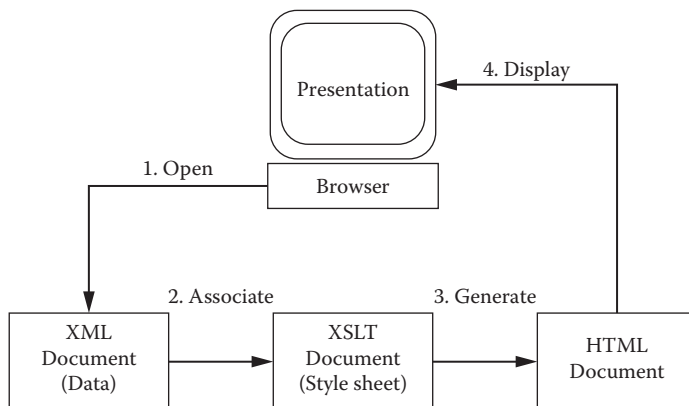 Presentation
4. Display
1. Open
Browser
2. Associate
3. Generate
XML
Document
(Data)
XSLT
Document
(Style sheet)
HTML
Document